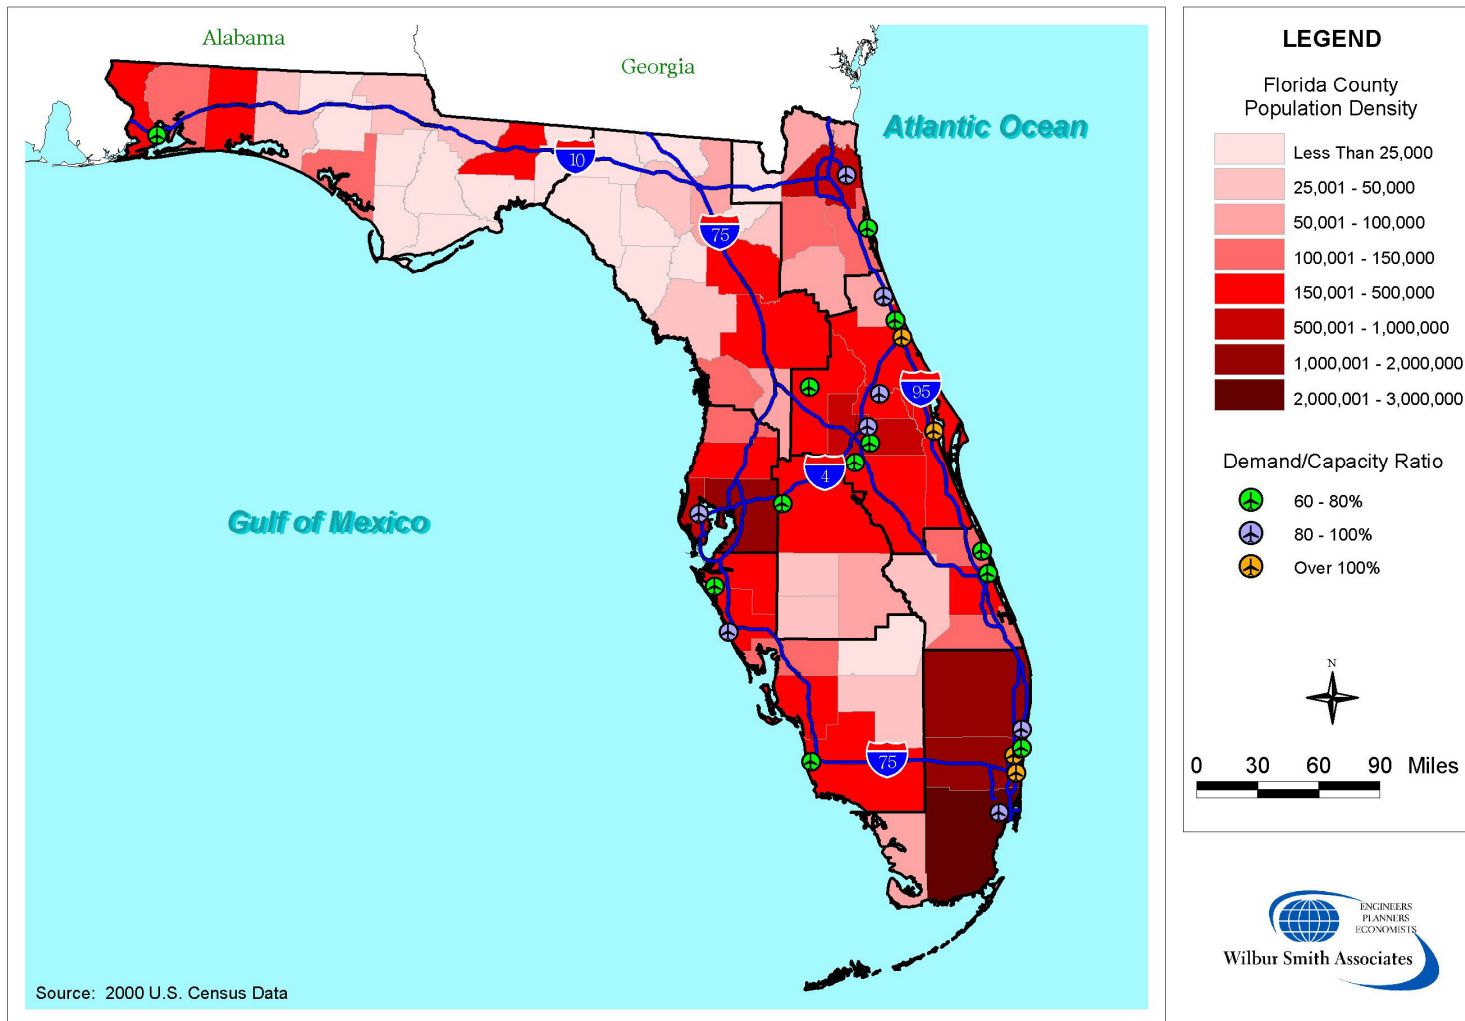 Alabama
Georgia
Atlantic Ocean
Gulf of Mexico
10
75
95
4
75
Source: 2000 U.S. Census Data
LEGEND
Florida County
Population Density
Less Than 25,000
25,001 - 50,000
50,001 - 100,000
100,001 - 150,000
150,001 - 500,000
500,001 - 1,000,000
1,000,001 - 2,000,000
2,000,001 - 3,000,000
Demand/Capacity Ratio
60 - 80%
80 - 100%
Over 100%
N
0 30 60 90 Miles
ENGINEERS
PLANNERS
ECONOMISTS
Wilbur Smith Associates